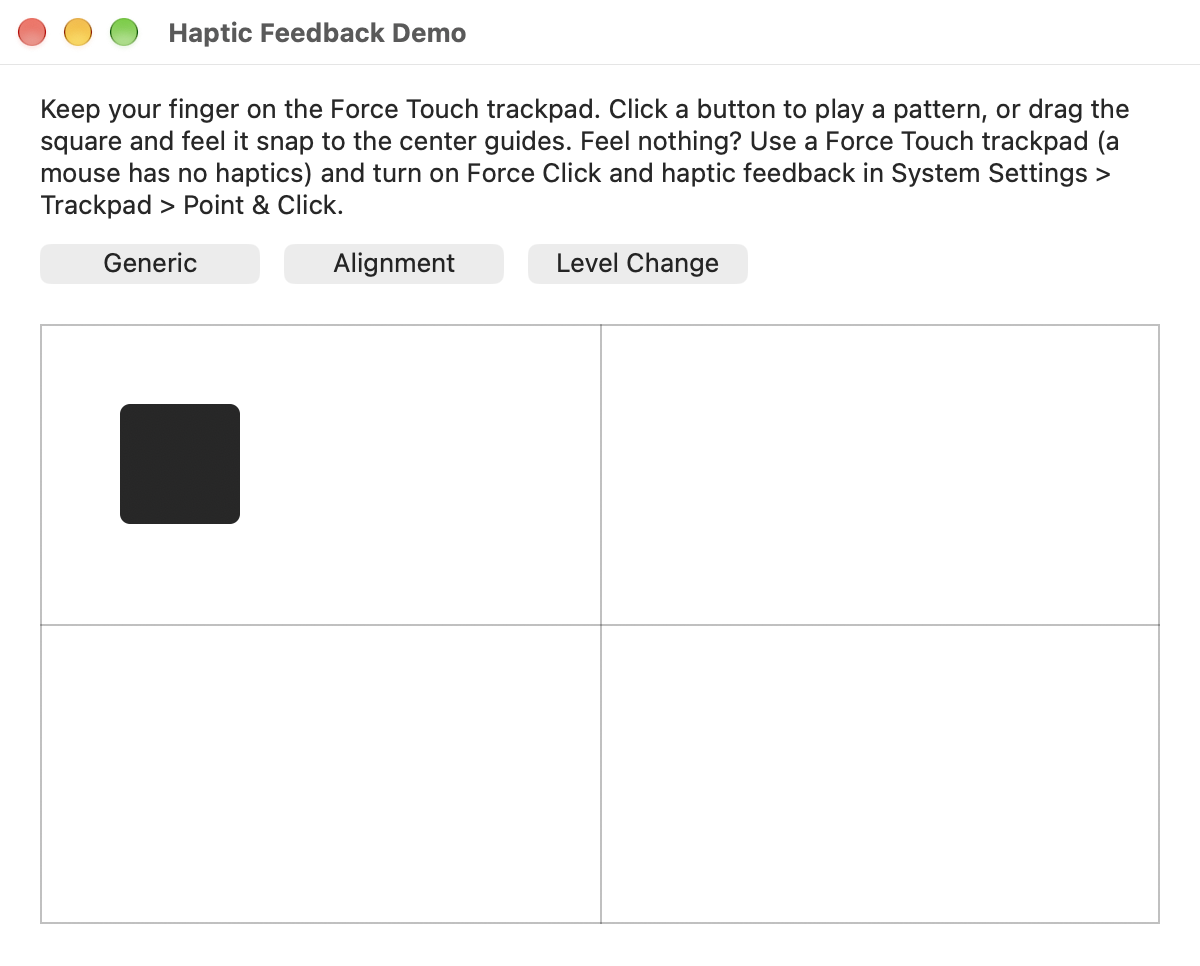 Haptic Feedback Demo
Keep your finger on the Force Touch trackpad. Click a button to play a pattern, or drag the
square and feel it snap to the center guides. Feel nothing? Use a Force Touch trackpad (a
mouse has no haptics) and turn on Force Click and haptic feedback in System Settings >
Trackpad > Point & Click.
Generic
Alignment
Level Change